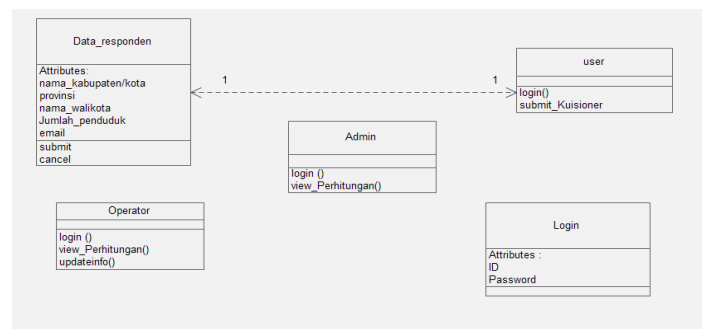 Data_responden
Attributes:
nama_kabupaten/kota
provinsi
nama_walikota
Jumlah_penduduk
email
submit
cancel
1
1
user
login()
submit_Kuisioner
Admin
login ()
view_Perhitungan()
Operator
login ()
view_Perhitungan()
updateinfo()
Login
Attributes :
ID
Password